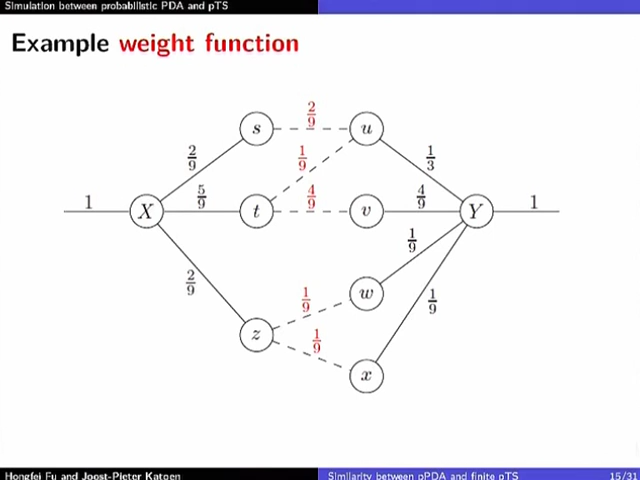 Simulation between probabilistic PDA and pTS
Example weight function
2/9
s
u
2/9
1/9
1/3
1
X
5/9
t
4/9
v
4/9
Y
1
1/9
2/9
1/9
w
1/9
z
1/9
x
Hongfei Fu and Joost-Pieter Katoen
Similarity between pPDA and finite pTS
15/31